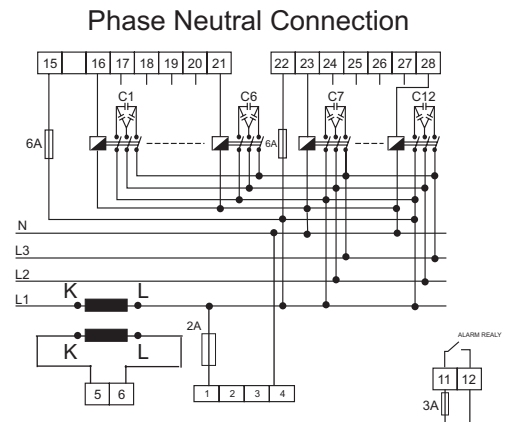 Phase Neutral Connection
15 16 17 18 19 20 21 22 23 24 25 26 27 28
C1 C6 C7 C12
6A 6A
N
L3
L2
L1
K L
2A
K L
ALARM REALY
5 6
1 2 3 4
11 12
3A